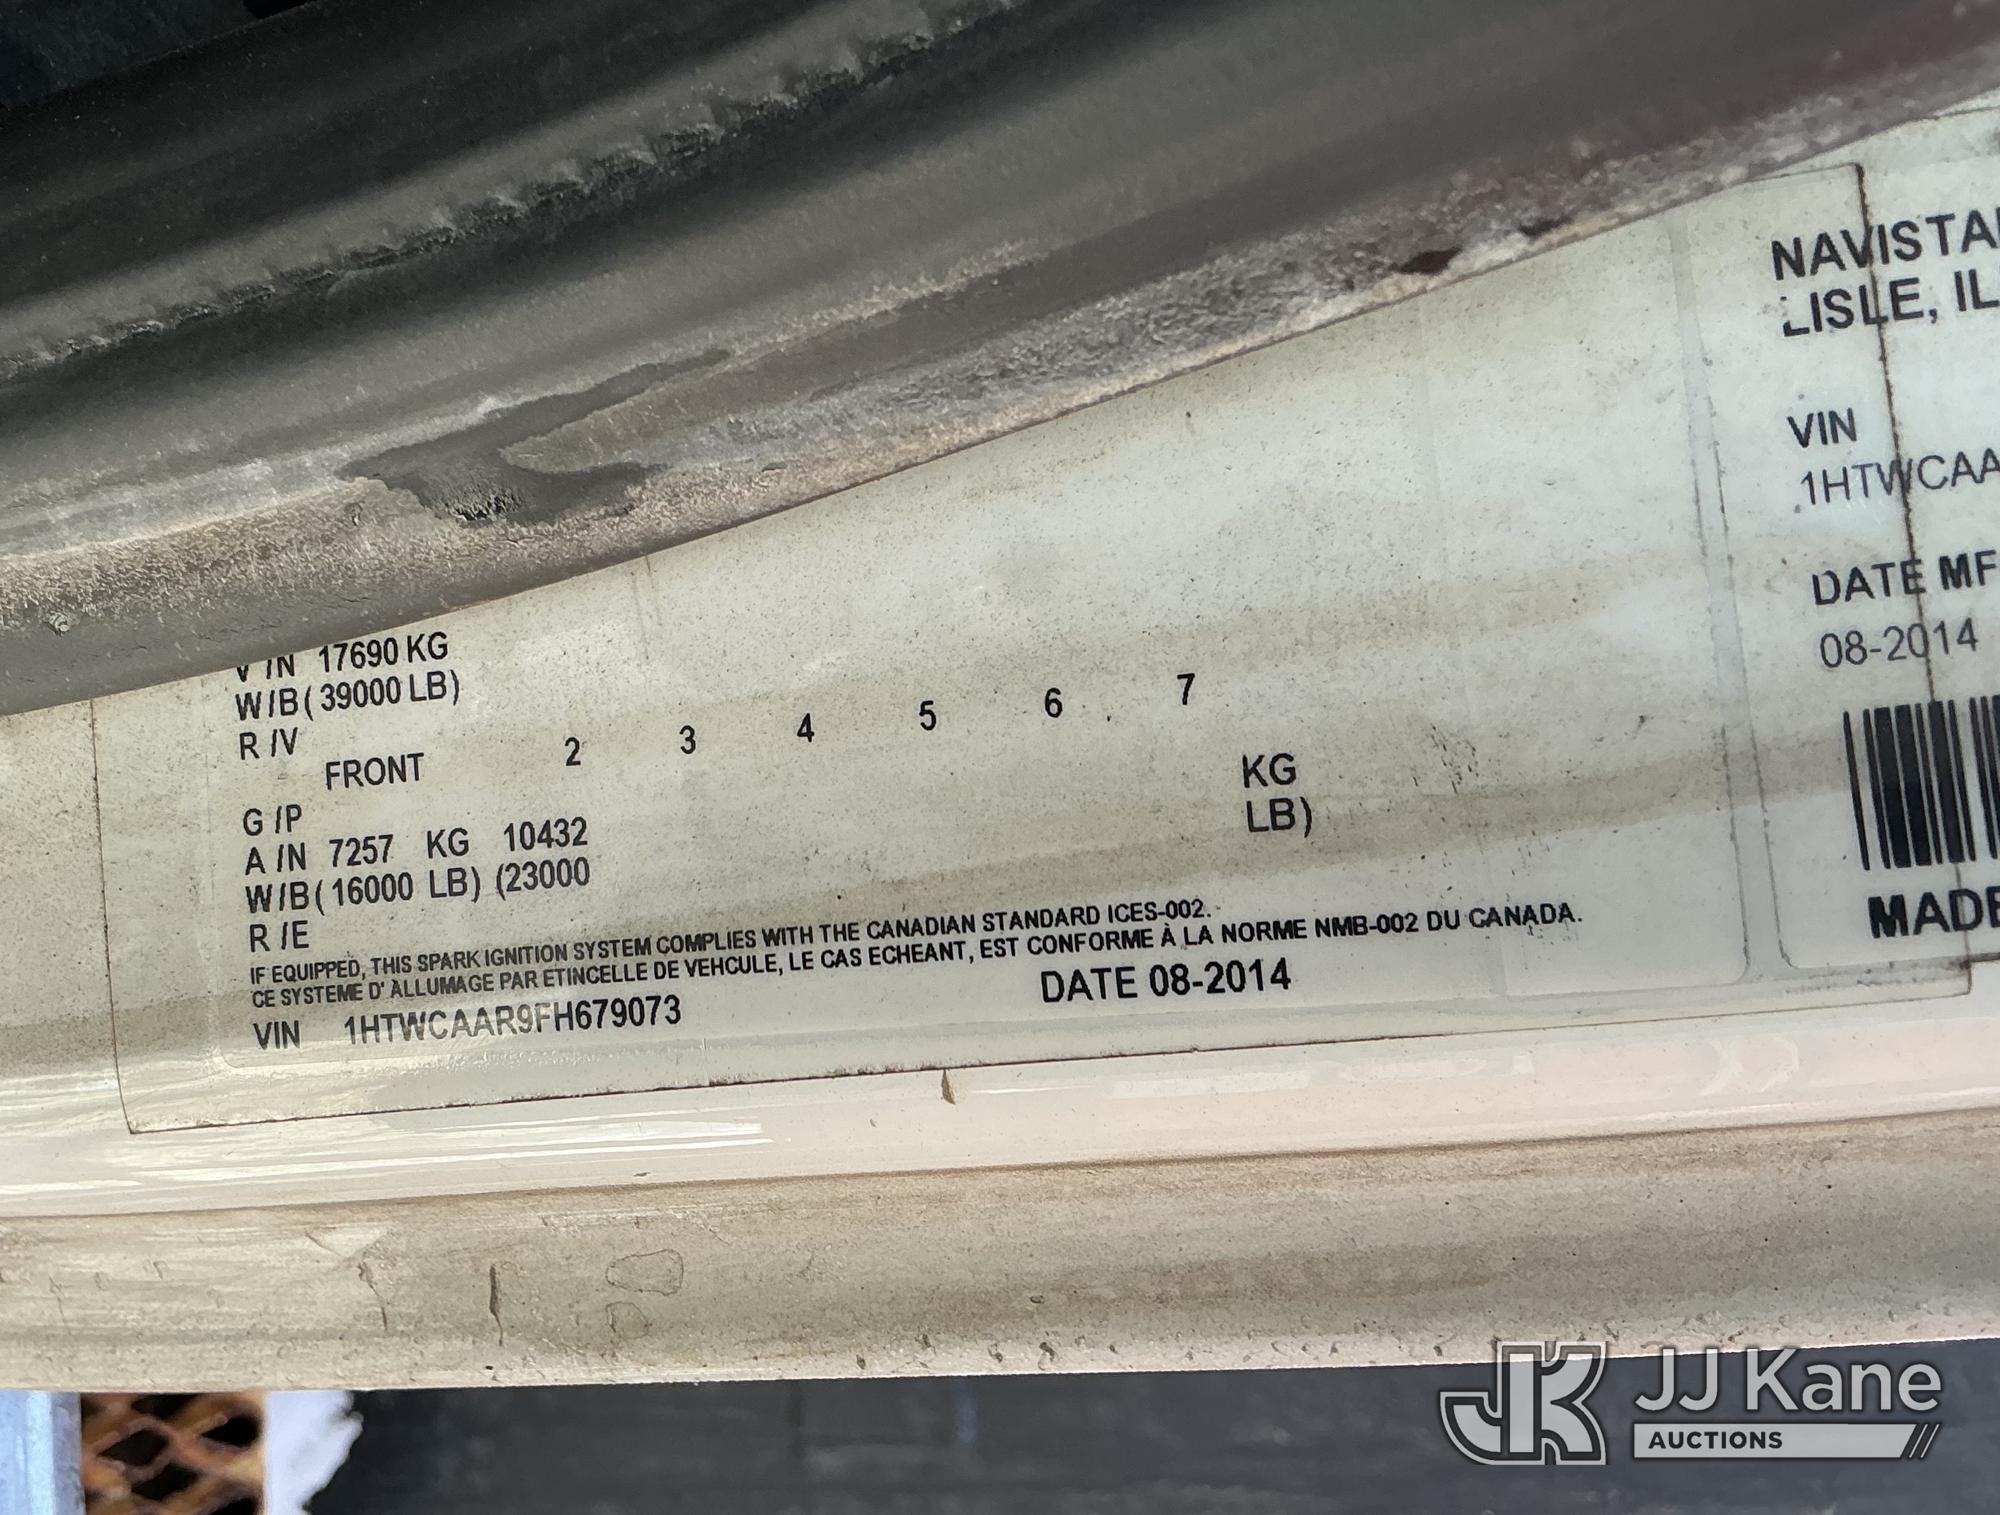 V/IN 17690 KG
W/B(39000 LB)
R/V
FRONT 2 3 4 5 6 7
G/P
A/N 7257 KG 10432 KG
W/B(16000 LB) (23000 LB)
R/E
IF EQUIPPED, THIS SPARK IGNITION SYSTEM COMPLIES WITH THE CANADIAN STANDARD ICES-002.
CE SYSTEME D' ALLUMAGE PAR ETINCELLE DE VEHCULE, LE CAS ECHEANT, EST CONFORME À LA NORME NMB-002 DU CANADA.
VIN 1HTWCAAR9FH679073 DATE 08-2014
NAVISTA
LISLE, IL
VIN
1HTWCAA
DATE MF
08-2014
MADE
JK JJ Kane
AUCTIONS